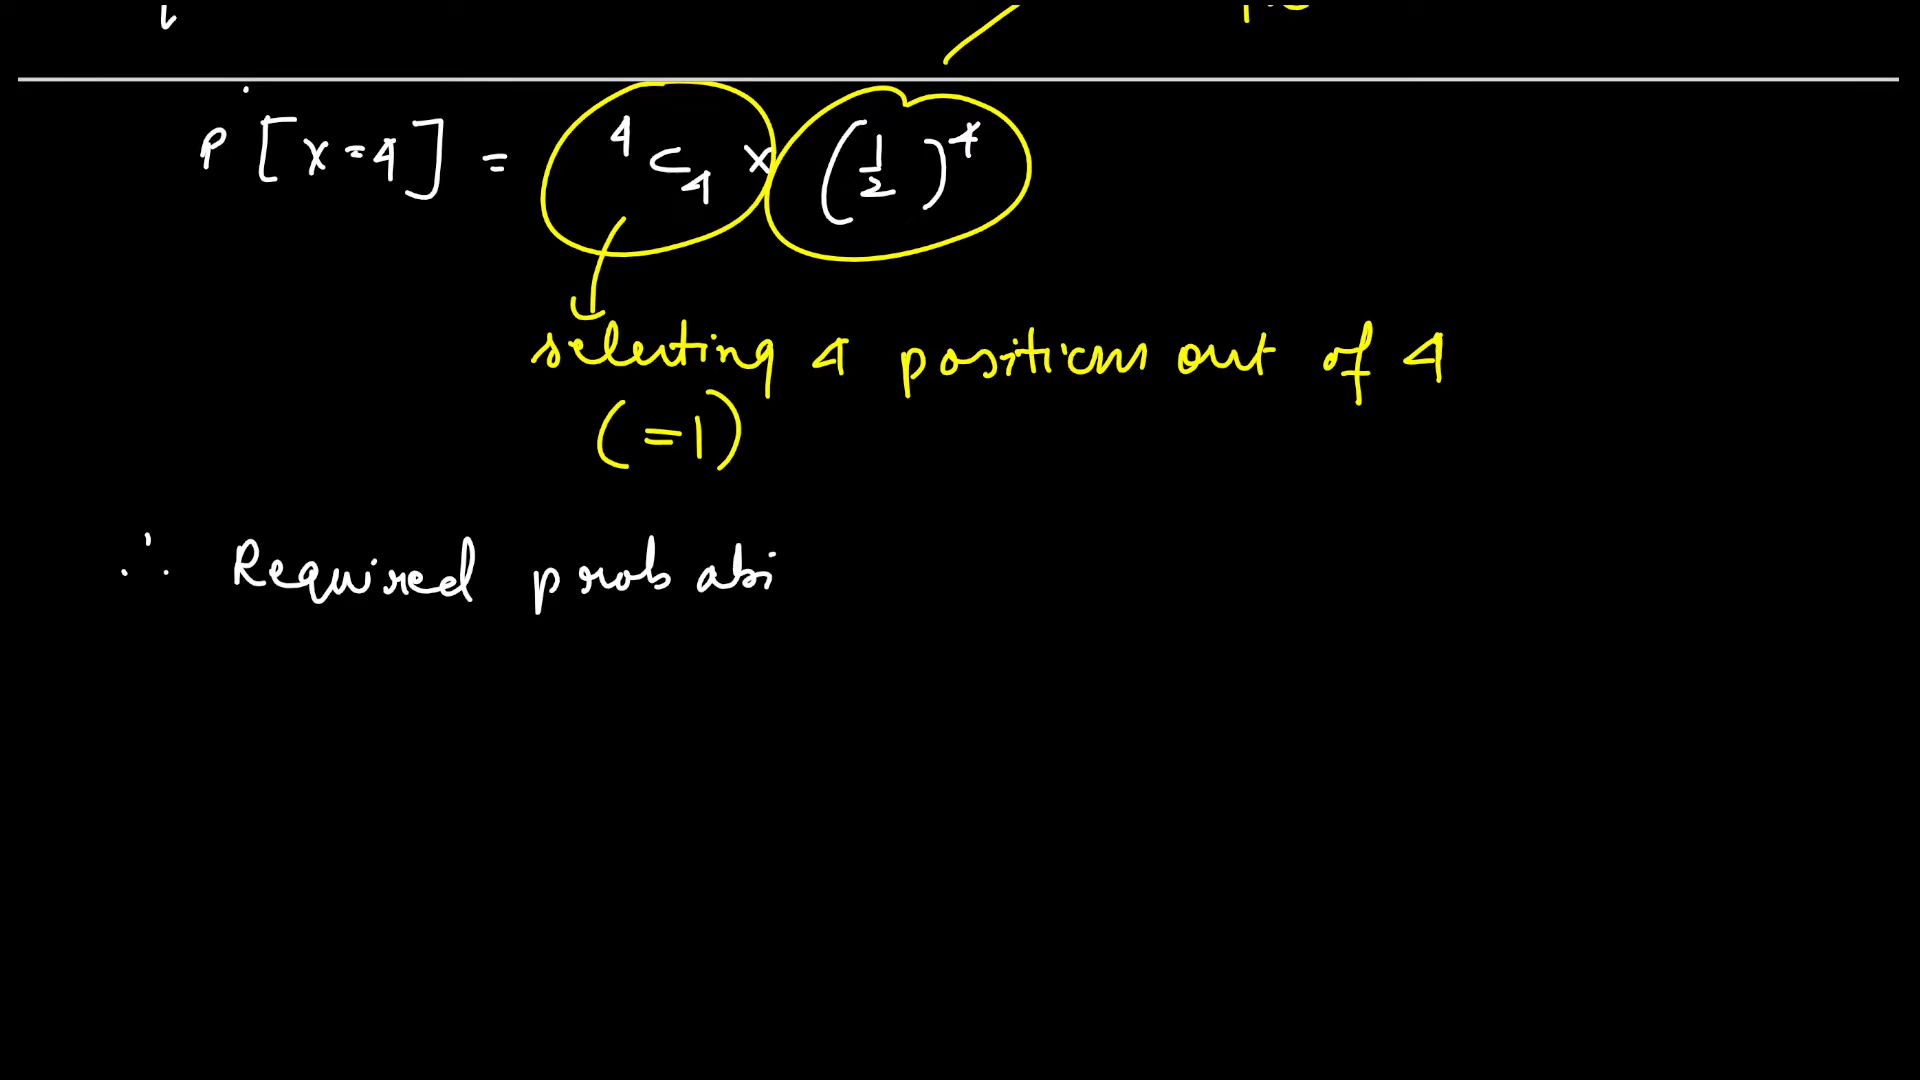 P[X=4] = ⁴C₄ × (1/2)⁴
selecting 4 positions out of 4
(=1)
∴ Required probabi